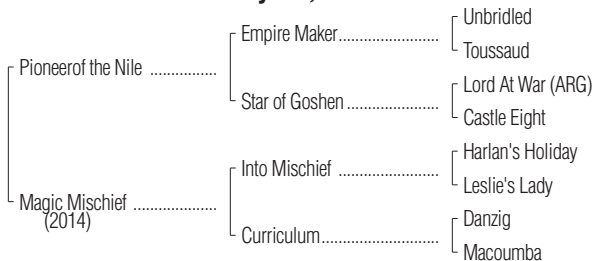 Unbridled
Empire Maker
Toussaud
Pioneerof the Nile
Lord At War (ARG)
Star of Goshen
Castle Eight
Harlan's Holiday
Into Mischief
Leslie's Lady
Magic Mischief
(2014)
Danzig
Curriculum
Macoumba